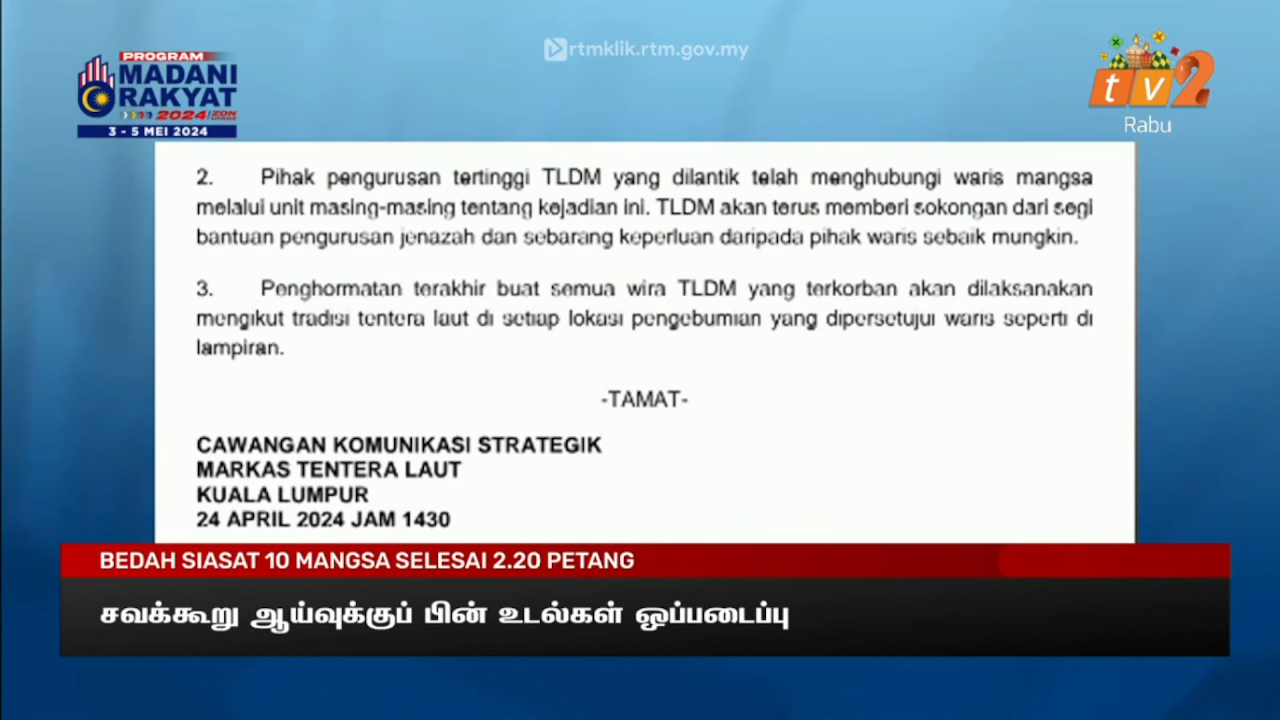 rtmklik.rtm.gov.my
PROGRAM
MADANI
RAKYAT
2024/ZON
3 - 5 MEI 2024
tv2
Rabu
2. Pihak pengurusan tertinggi TLDM yang dilantik telah menghubungi waris mangsa
melalui unit masing-masing tentang kejadian ini. TLDM akan terus memberi sokongan dari segi
bantuan pengurusan jenazah dan sebarang keperluan daripada pihak waris sebaik mungkin.
3. Penghormatan terakhir buat semua wira TLDM yang terkorban akan dilaksanakan
mengikut tradisi tentera laut di setiap lokasi pengebumian yang dipersetujui waris seperti di
lampiran.
-TAMAT-
CAWANGAN KOMUNIKASI STRATEGIK
MARKAS TENTERA LAUT
KUALA LUMPUR
24 APRIL 2024 JAM 1430
BEDAH SIASAT 10 MANGSA SELESAI 2.20 PETANG
சவக்கூறு ஆய்வுக்குப் பின் உடல்கள் ஒப்படைப்பு